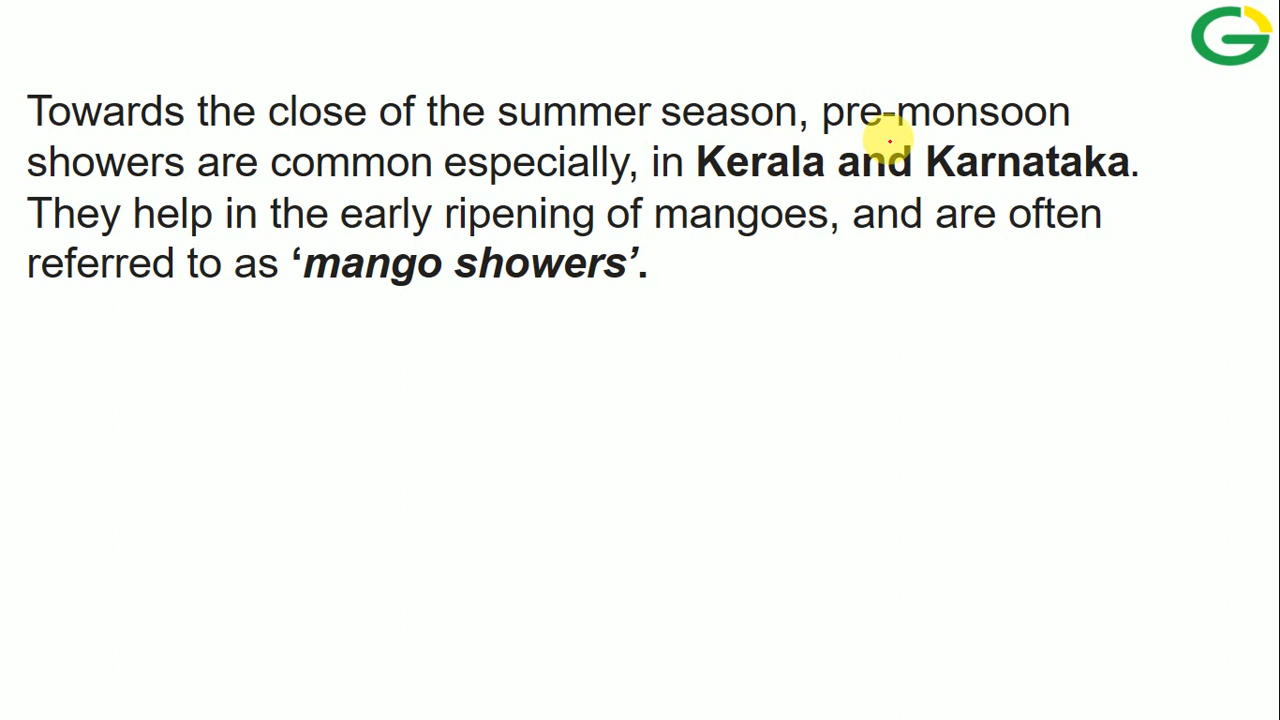 Towards the close of the summer season, pre-monsoon
showers are common especially, in Kerala and Karnataka.
They help in the early ripening of mangoes, and are often
referred to as ‘mango showers’.